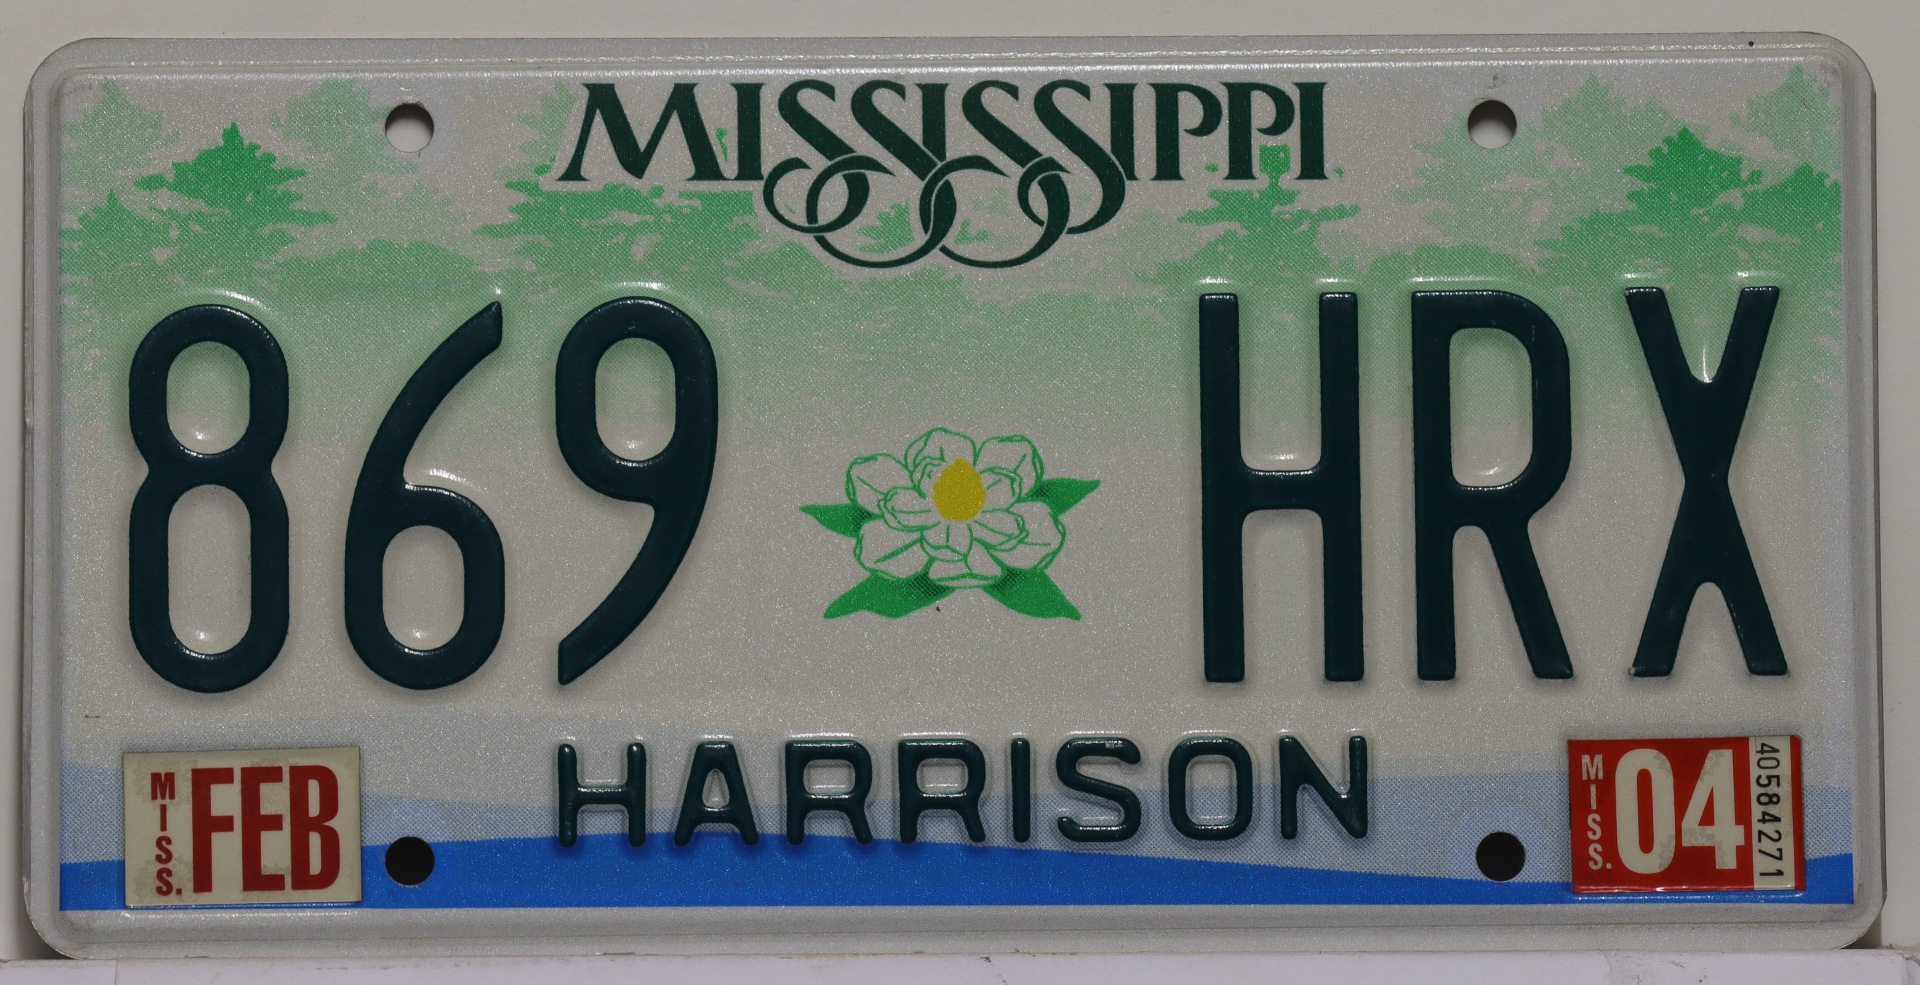 MISSISSIPPI
869 HRX
HARRISON
MISS. FEB
MISS. 04 40584271